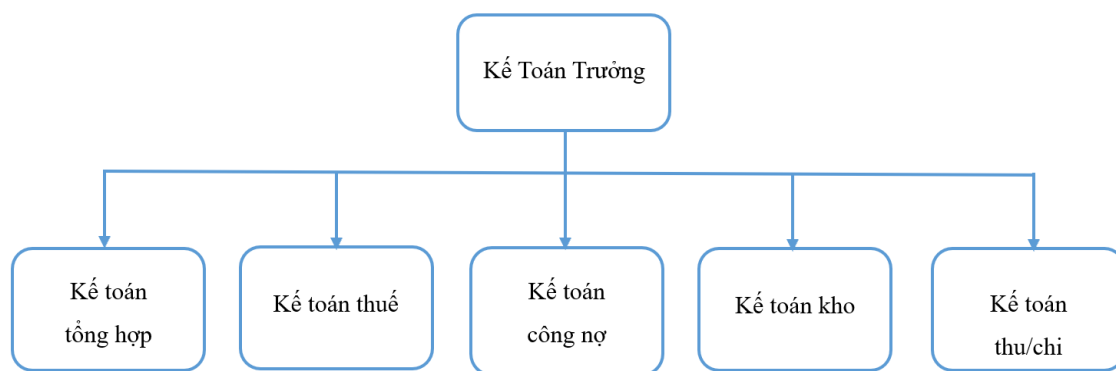 Kế Toán Trưởng
Kế toán
tổng hợp
Kế toán thuế
Kế toán
công nợ
Kế toán kho
Kế toán
thu/chi